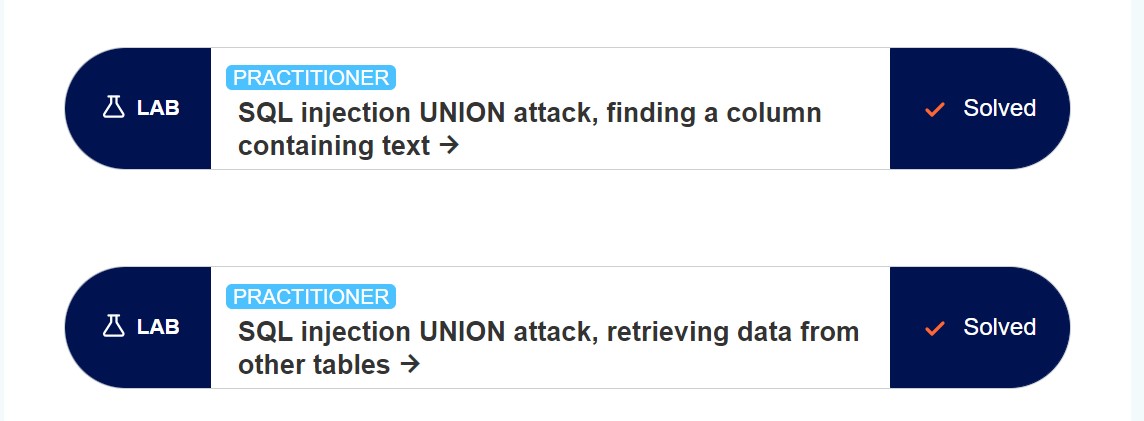 PRACTITIONER
LAB
SQL injection UNION attack, finding a column
containing text →
Solved
PRACTITIONER
LAB
SQL injection UNION attack, retrieving data from
other tables →
Solved